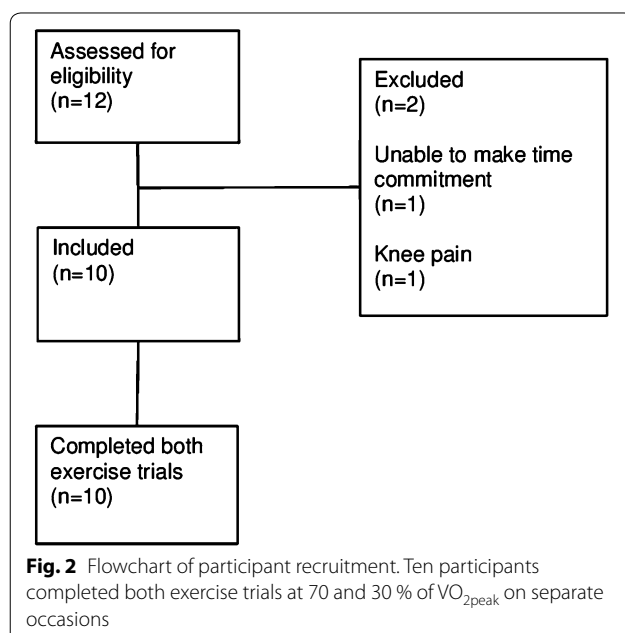 Assessed for
eligibility
(n=12)
Excluded
(n=2)
Unable to make time
commitment
(n=1)
Knee pain
(n=1)
Included
(n=10)
Completed both
exercise trials
(n=10)
Fig. 2 Flowchart of participant recruitment. Ten participants
completed both exercise trials at 70 and 30 % of VO2peak on separate
occasions